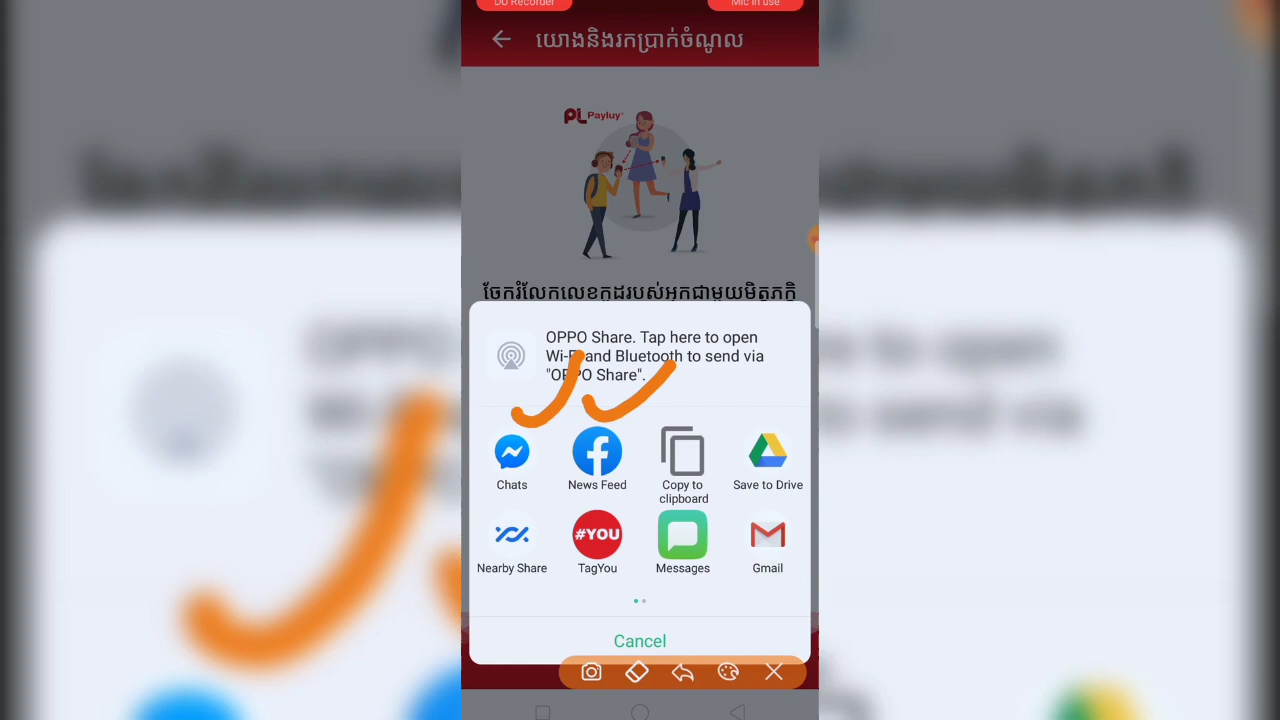 DU Recorder
Mic in use
យោងនិងរកប្រាក់ចំណូល
PL Payluy
ចែករំលែកលេខកូដរបស់អ្នកជាមួយមិត្តភក្តិ
OPPO Share. Tap here to open
Wi-Fi and Bluetooth to send via
"OPPO Share".
Chats
News Feed
Copy to
clipboard
Save to Drive
#YOU
Nearby Share
TagYou
Messages
Gmail
Cancel